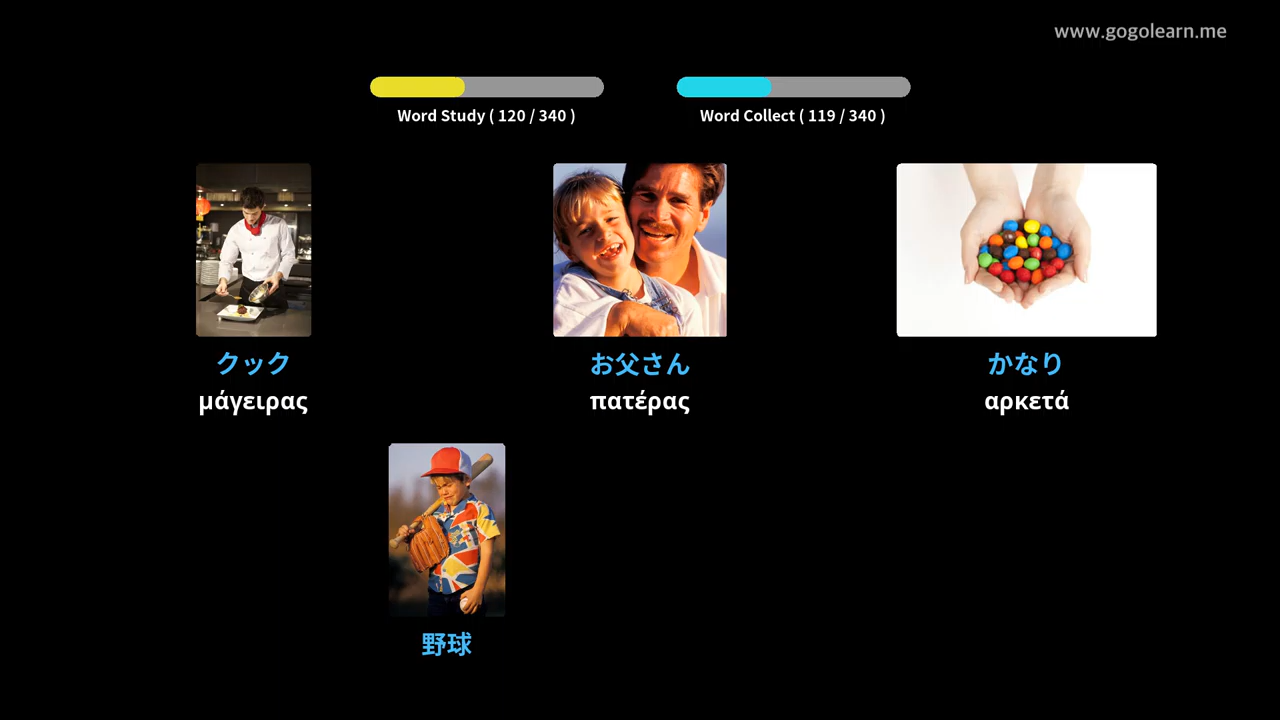 www.gogolearn.me
Word Study ( 120 / 340 )
Word Collect ( 119 / 340 )
クック
お父さん
かなり
μάγειρας
πατέρας
αρκετά
野球